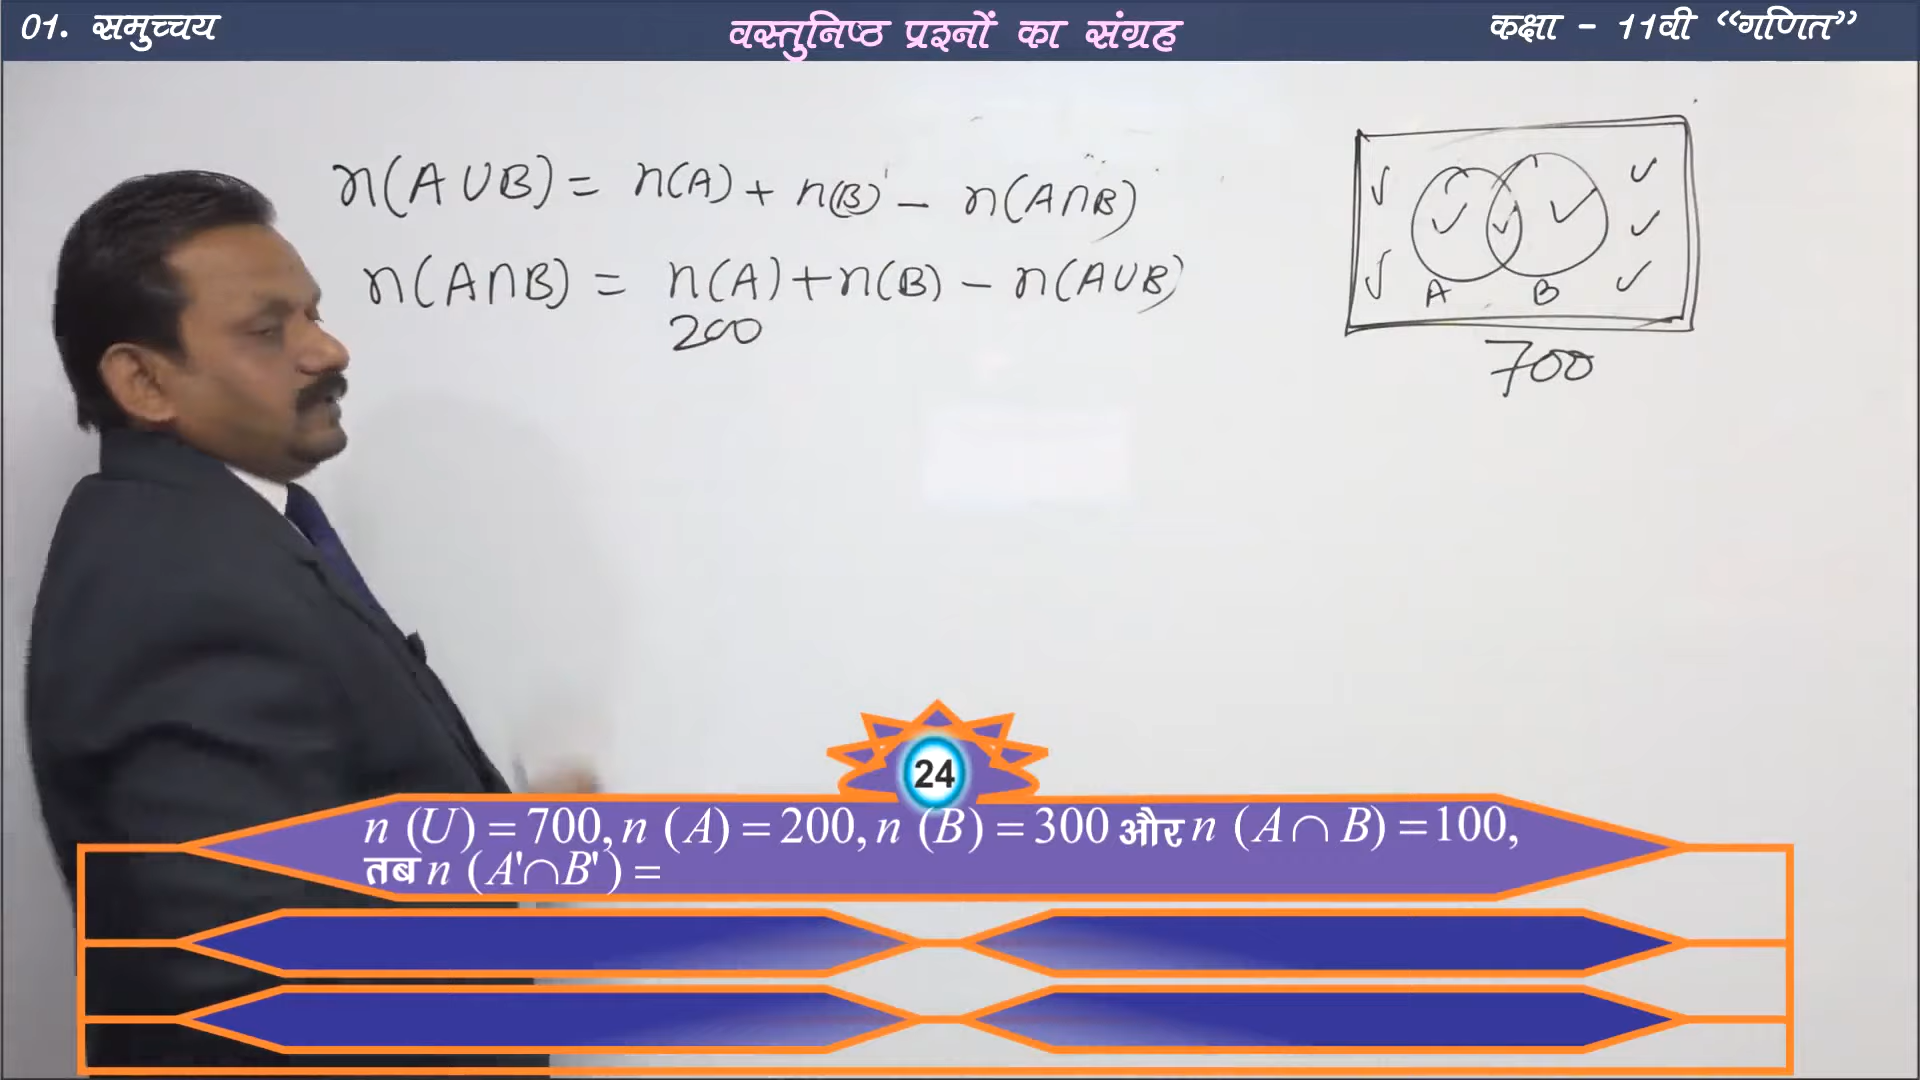 01. समुच्चय
वस्तुनिष्ठ प्रश्नों का संग्रह
कक्षा - 11वी “गणित”
n(A∪B) = n(A) + n(B) - n(A∩B)
n(A∩B) = n(A) + n(B) - n(A∪B)
200
A B
700
24
n (U) = 700, n (A) = 200, n (B) = 300 और n (A ∩ B) = 100,
तब n (A'∩B') =